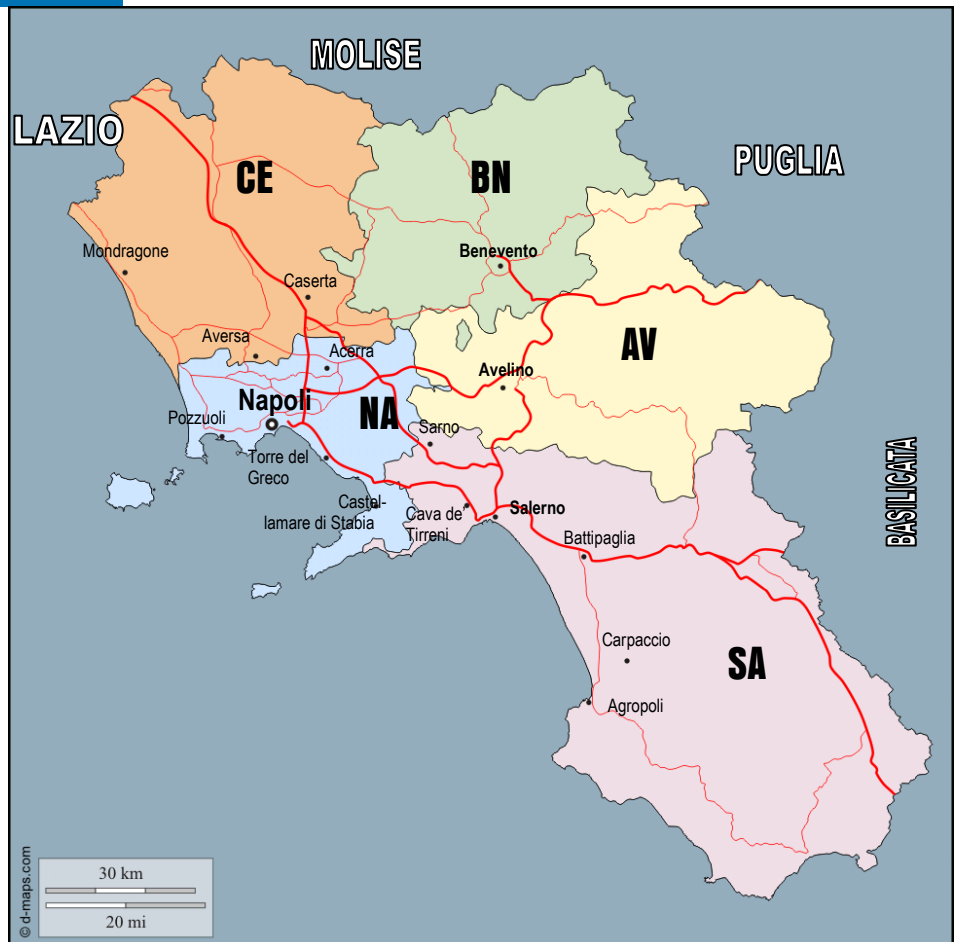 MOLISE
LAZIO
PUGLIA
CE
BN
Mondragone
Benevento
Caserta
Aversa
AV
Acerra
Avelino
Napoli
NA
Pozzuoli
Sarno
Torre del
Greco
BASILICATA
Castel-
lamare di Stabia
Cava de'
Tirreni
Salerno
Battipaglia
Carpaccio
SA
Agropoli
30 km
20 mi
© d-maps.com